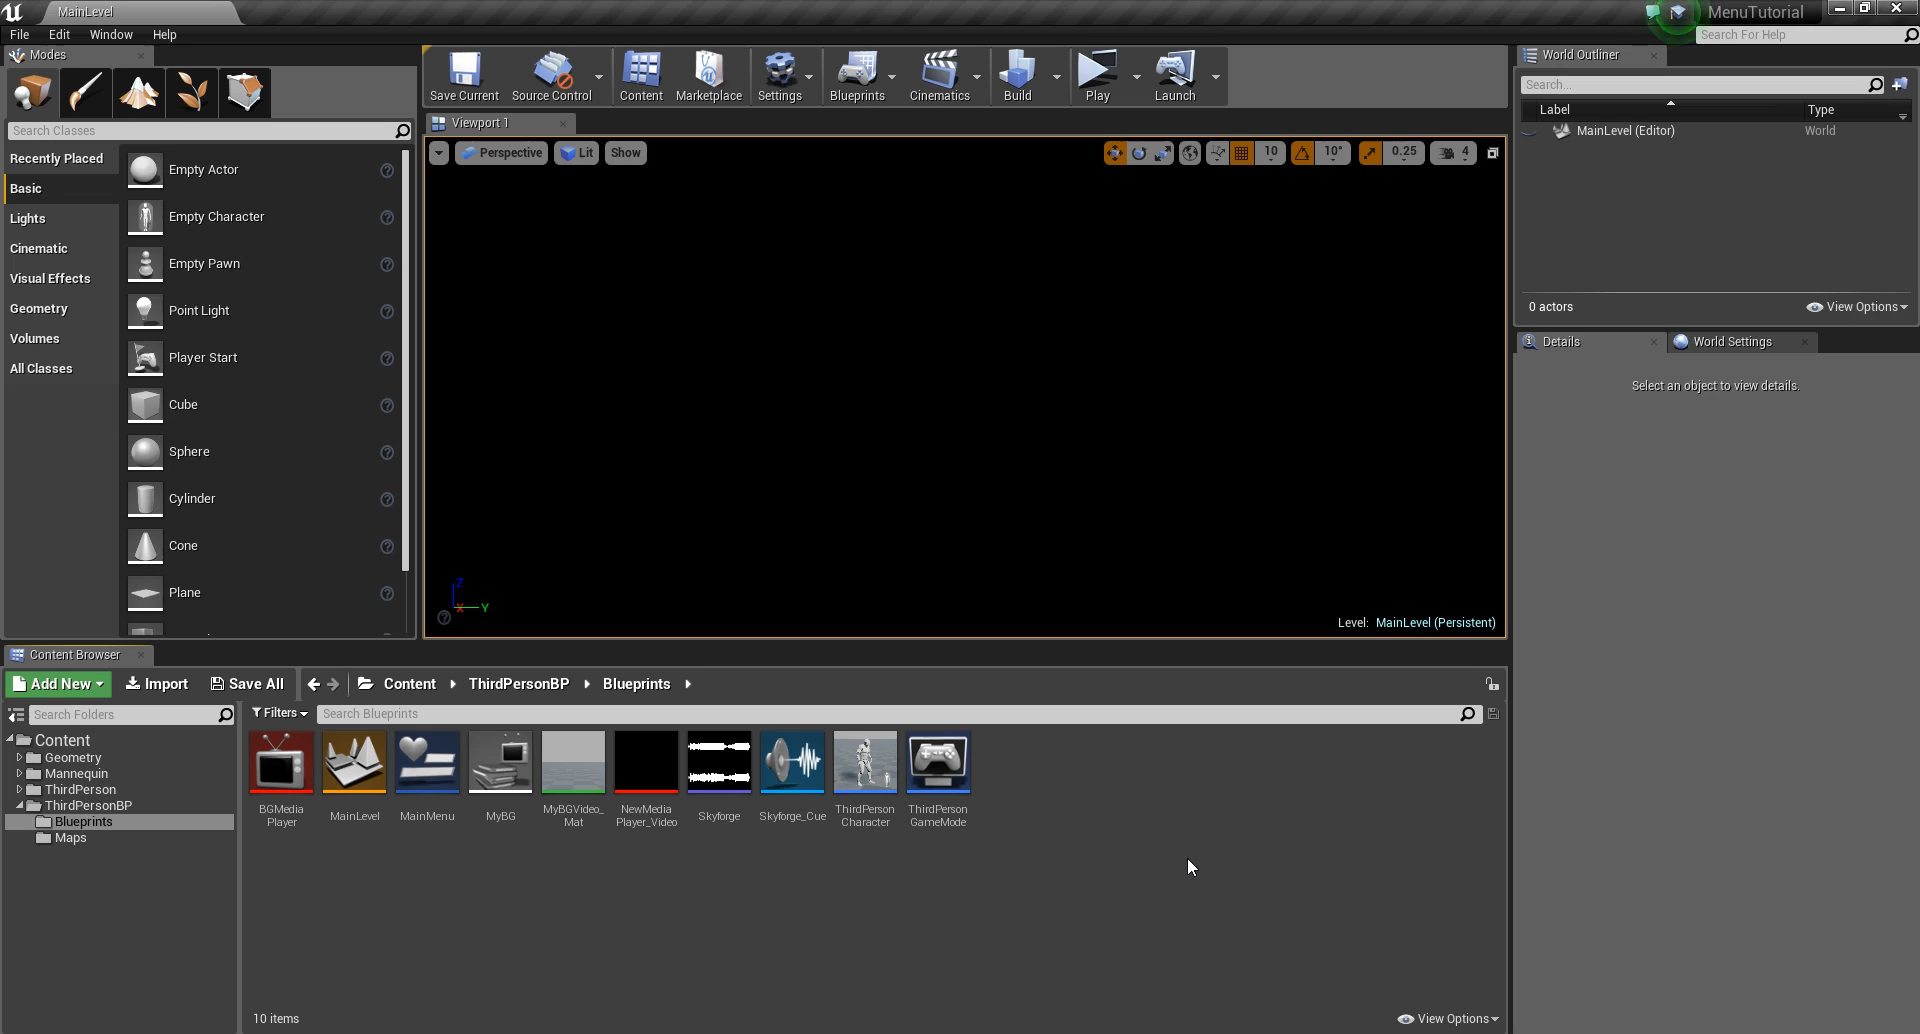 MainLevel
MenuTutorial
File Edit Window Help
Search For Help
Modes
Search Classes
Recently Placed
Basic
Lights
Cinematic
Visual Effects
Geometry
Volumes
All Classes
Empty Actor
Empty Character
Empty Pawn
Point Light
Player Start
Cube
Sphere
Cylinder
Cone
Plane
Save Current
Source Control
Content
Marketplace
Settings
Blueprints
Cinematics
Build
Play
Launch
Viewport 1
Perspective
Lit
Show
10
10°
0.25
4
Z
X
Y
Level: MainLevel (Persistent)
World Outliner
Search...
Label Type
MainLevel (Editor) World
0 actors
View Options
Details
World Settings
Select an object to view details.
Content Browser
Add New
Import
Save All
Content
ThirdPersonBP
Blueprints
Search Folders
Filters
Search Blueprints
Content
Geometry
Mannequin
ThirdPerson
ThirdPersonBP
Blueprints
Maps
BGMedia
Player
MainLevel
MainMenu
MyBG
MyBGVideo_
Mat
NewMedia
Player_Video
Skyforge
Skyforge_Cue
ThirdPerson
Character
ThirdPerson
GameMode
10 items
View Options